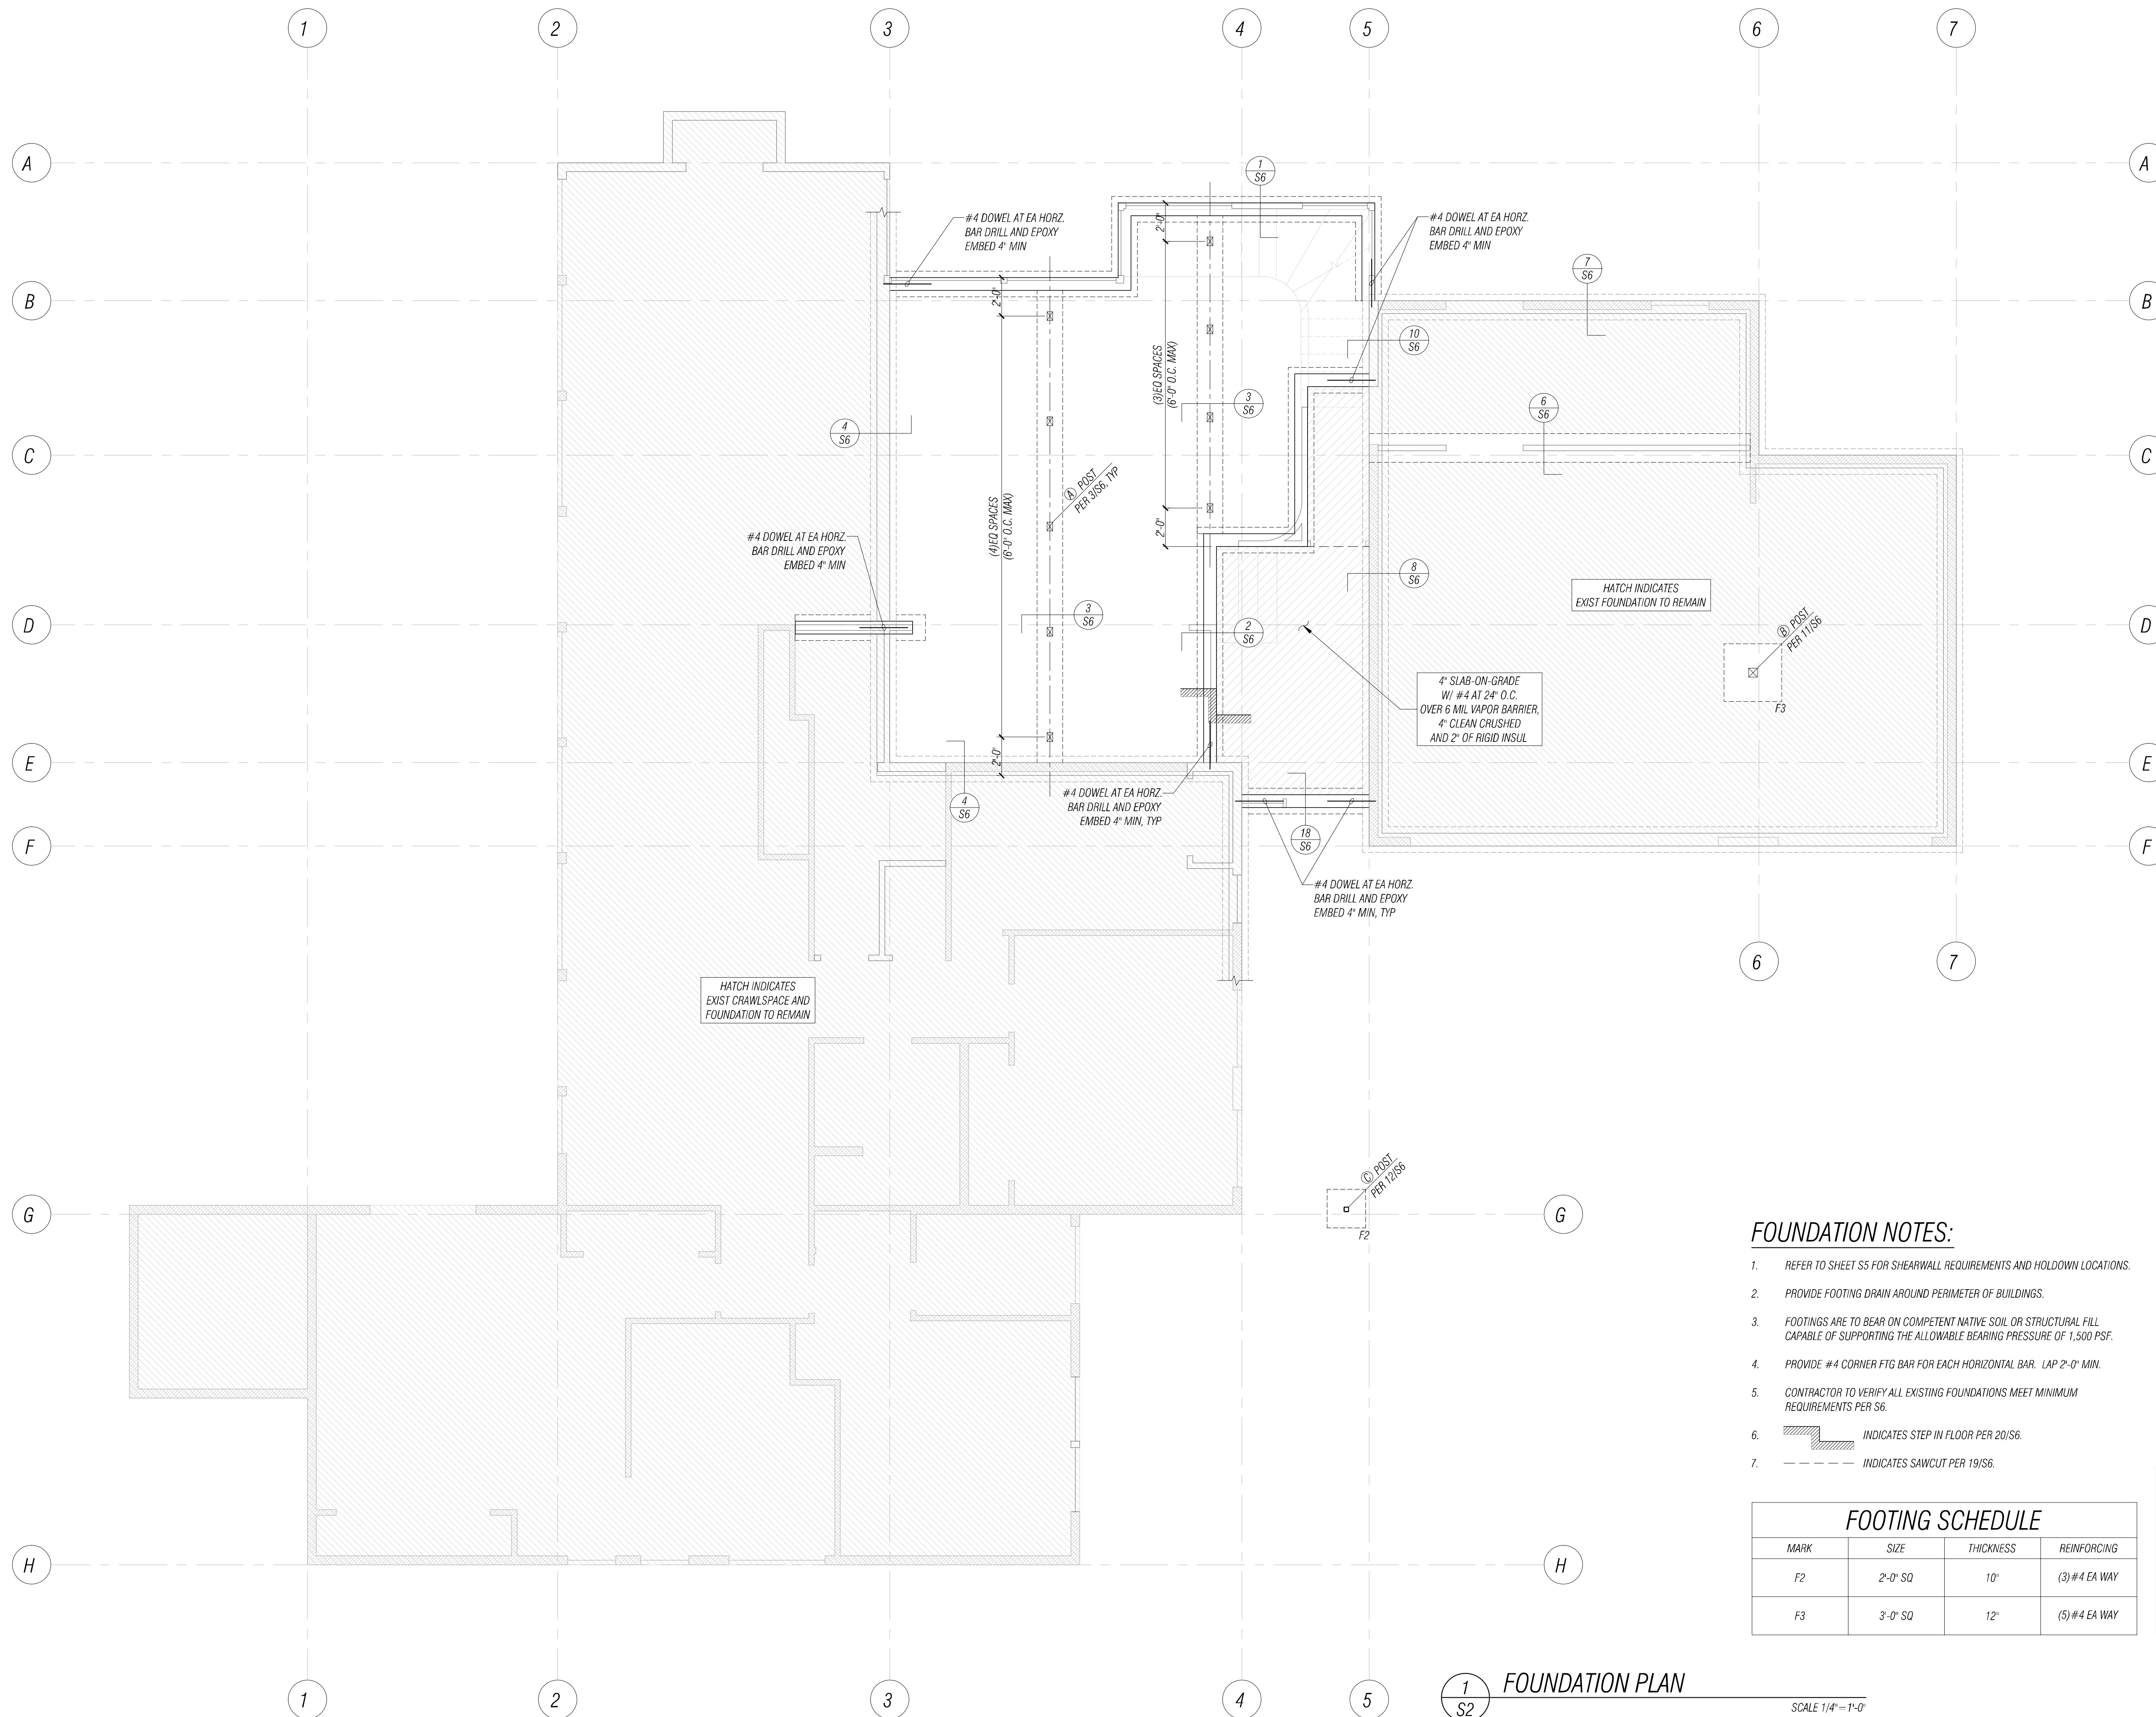 1 2 3 4 5 6 7
A A
1
S6
#4 DOWEL AT EA HORZ.
BAR DRILL AND EPOXY
EMBED 4" MIN
2'-0"
#4 DOWEL AT EA HORZ.
BAR DRILL AND EPOXY
EMBED 4" MIN
7
S6
B B
2'-0"
10
S6
(3)EQ SPACES
(6'-0" O.C. MAX)
3
S6
6
S6
4
S6
C C
A POST
PER 3/S6, TYP
(4)EQ SPACES
(6'-0" O.C. MAX)
2'-0"
#4 DOWEL AT EA HORZ.
BAR DRILL AND EPOXY
EMBED 4" MIN
8
S6
HATCH INDICATES
EXIST FOUNDATION TO REMAIN
3
S6
2
S6
D D
B POST
PER 11/S6
F3
4" SLAB-ON-GRADE
W/ #4 AT 24" O.C.
OVER 6 MIL VAPOR BARRIER,
4" CLEAN CRUSHED
AND 2" OF RIGID INSUL
2'-0"
E E
4
S6
#4 DOWEL AT EA HORZ.
BAR DRILL AND EPOXY
EMBED 4" MIN, TYP
18
S6
F F
#4 DOWEL AT EA HORZ.
BAR DRILL AND EPOXY
EMBED 4" MIN, TYP
6 7
HATCH INDICATES
EXIST CRAWLSPACE AND
FOUNDATION TO REMAIN
C POST
PER 12/S6
F2
G G
FOUNDATION NOTES:
1. REFER TO SHEET S5 FOR SHEARWALL REQUIREMENTS AND HOLDOWN LOCATIONS.
2. PROVIDE FOOTING DRAIN AROUND PERIMETER OF BUILDINGS.
3. FOOTINGS ARE TO BEAR ON COMPETENT NATIVE SOIL OR STRUCTURAL FILL
CAPABLE OF SUPPORTING THE ALLOWABLE BEARING PRESSURE OF 1,500 PSF.
4. PROVIDE #4 CORNER FTG BAR FOR EACH HORIZONTAL BAR. LAP 2'-0" MIN.
5. CONTRACTOR TO VERIFY ALL EXISTING FOUNDATIONS MEET MINIMUM
REQUIREMENTS PER S6.
6. INDICATES STEP IN FLOOR PER 20/S6.
7. INDICATES SAWCUT PER 19/S6.
FOOTING SCHEDULE
MARK SIZE THICKNESS REINFORCING
F2 2'-0" SQ 10" (3)#4 EA WAY
F3 3'-0" SQ 12" (5)#4 EA WAY
H H
1 2 3 4 5
1
S2
FOUNDATION PLAN
SCALE 1/4"=1'-0"